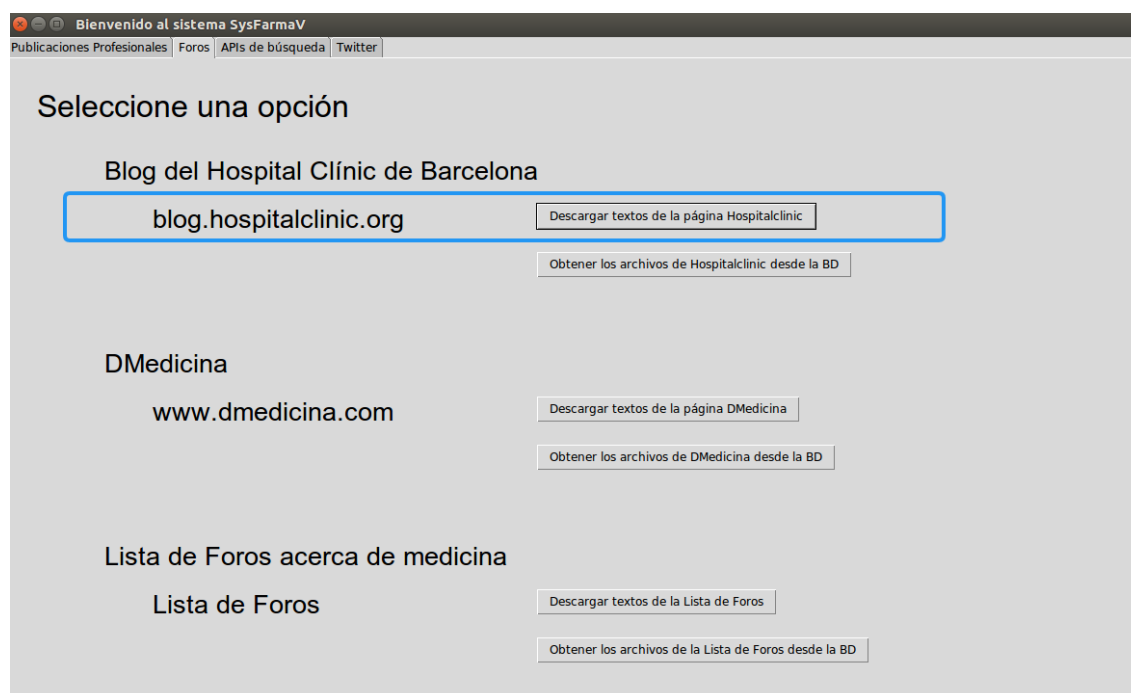 Bienvenido al sistema SysFarmaV
Publicaciones Profesionales Foros APIs de búsqueda Twitter
Seleccione una opción
Blog del Hospital Clínic de Barcelona
blog.hospitalclinic.org Descargar textos de la página Hospitalclinic
Obtener los archivos de Hospitalclinic desde la BD
DMedicina
www.dmedicina.com Descargar textos de la página DMedicina
Obtener los archivos de DMedicina desde la BD
Lista de Foros acerca de medicina
Lista de Foros Descargar textos de la Lista de Foros
Obtener los archivos de la Lista de Foros desde la BD